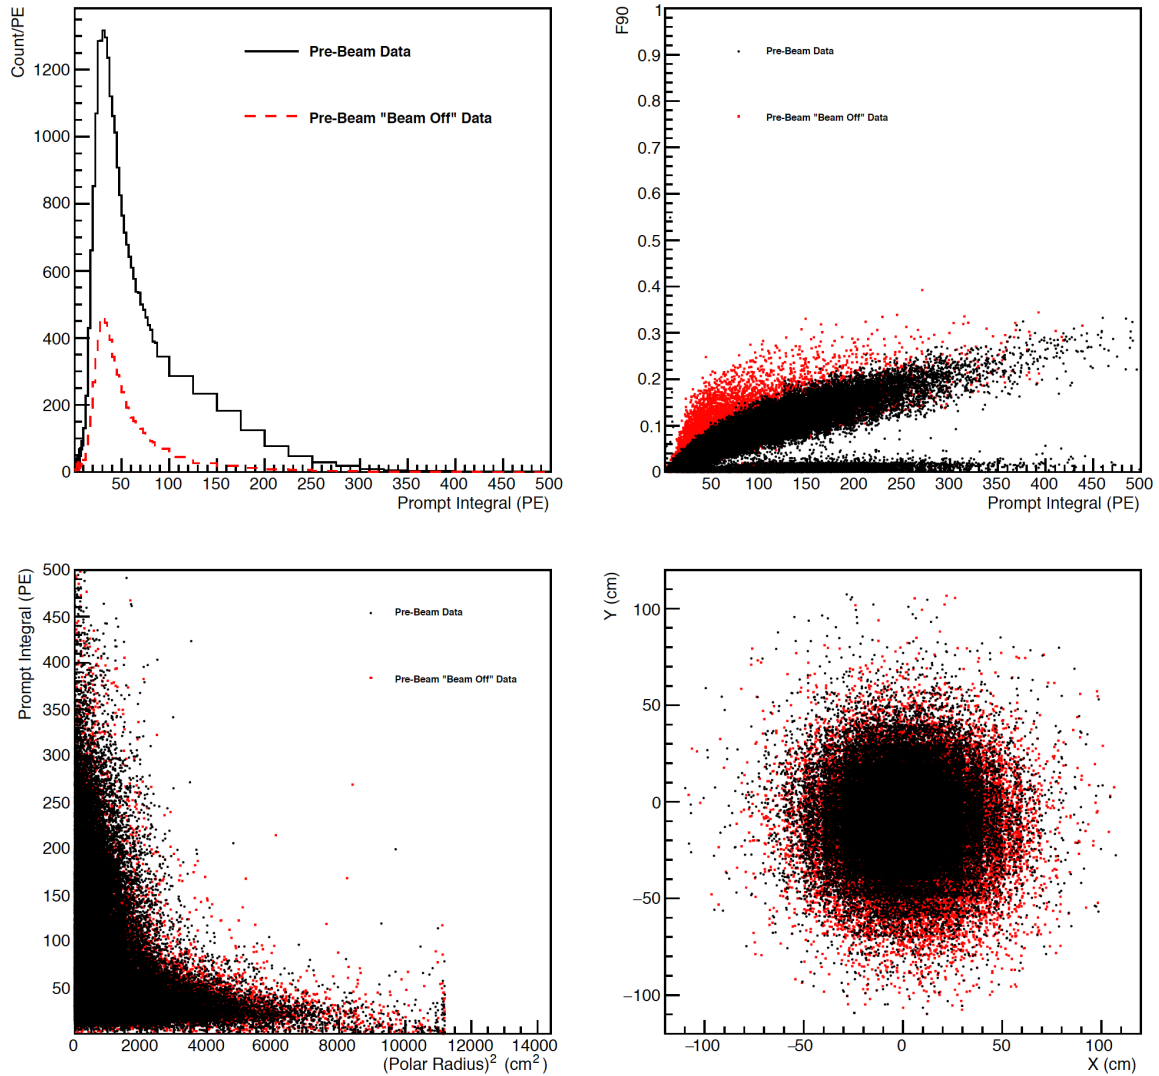 Count/PE
1200
1000
800
600
400
200
0
50 100 150 200 250 300 350 400 450 500
Prompt Integral (PE)
Pre-Beam Data
Pre-Beam "Beam Off" Data
F90
1
0.9
0.8
0.7
0.6
0.5
0.4
0.3
0.2
0.1
0
50 100 150 200 250 300 350 400 450 500
Prompt Integral (PE)
Pre-Beam Data
Pre-Beam "Beam Off" Data
Prompt Integral (PE)
500
450
400
350
300
250
200
150
100
50
0 2000 4000 6000 8000 10000 12000 14000
(Polar Radius)² (cm²)
Pre-Beam Data
Pre-Beam "Beam Off" Data
Y (cm)
100
50
0
−50
−100
−100 −50 0 50 100
X (cm)